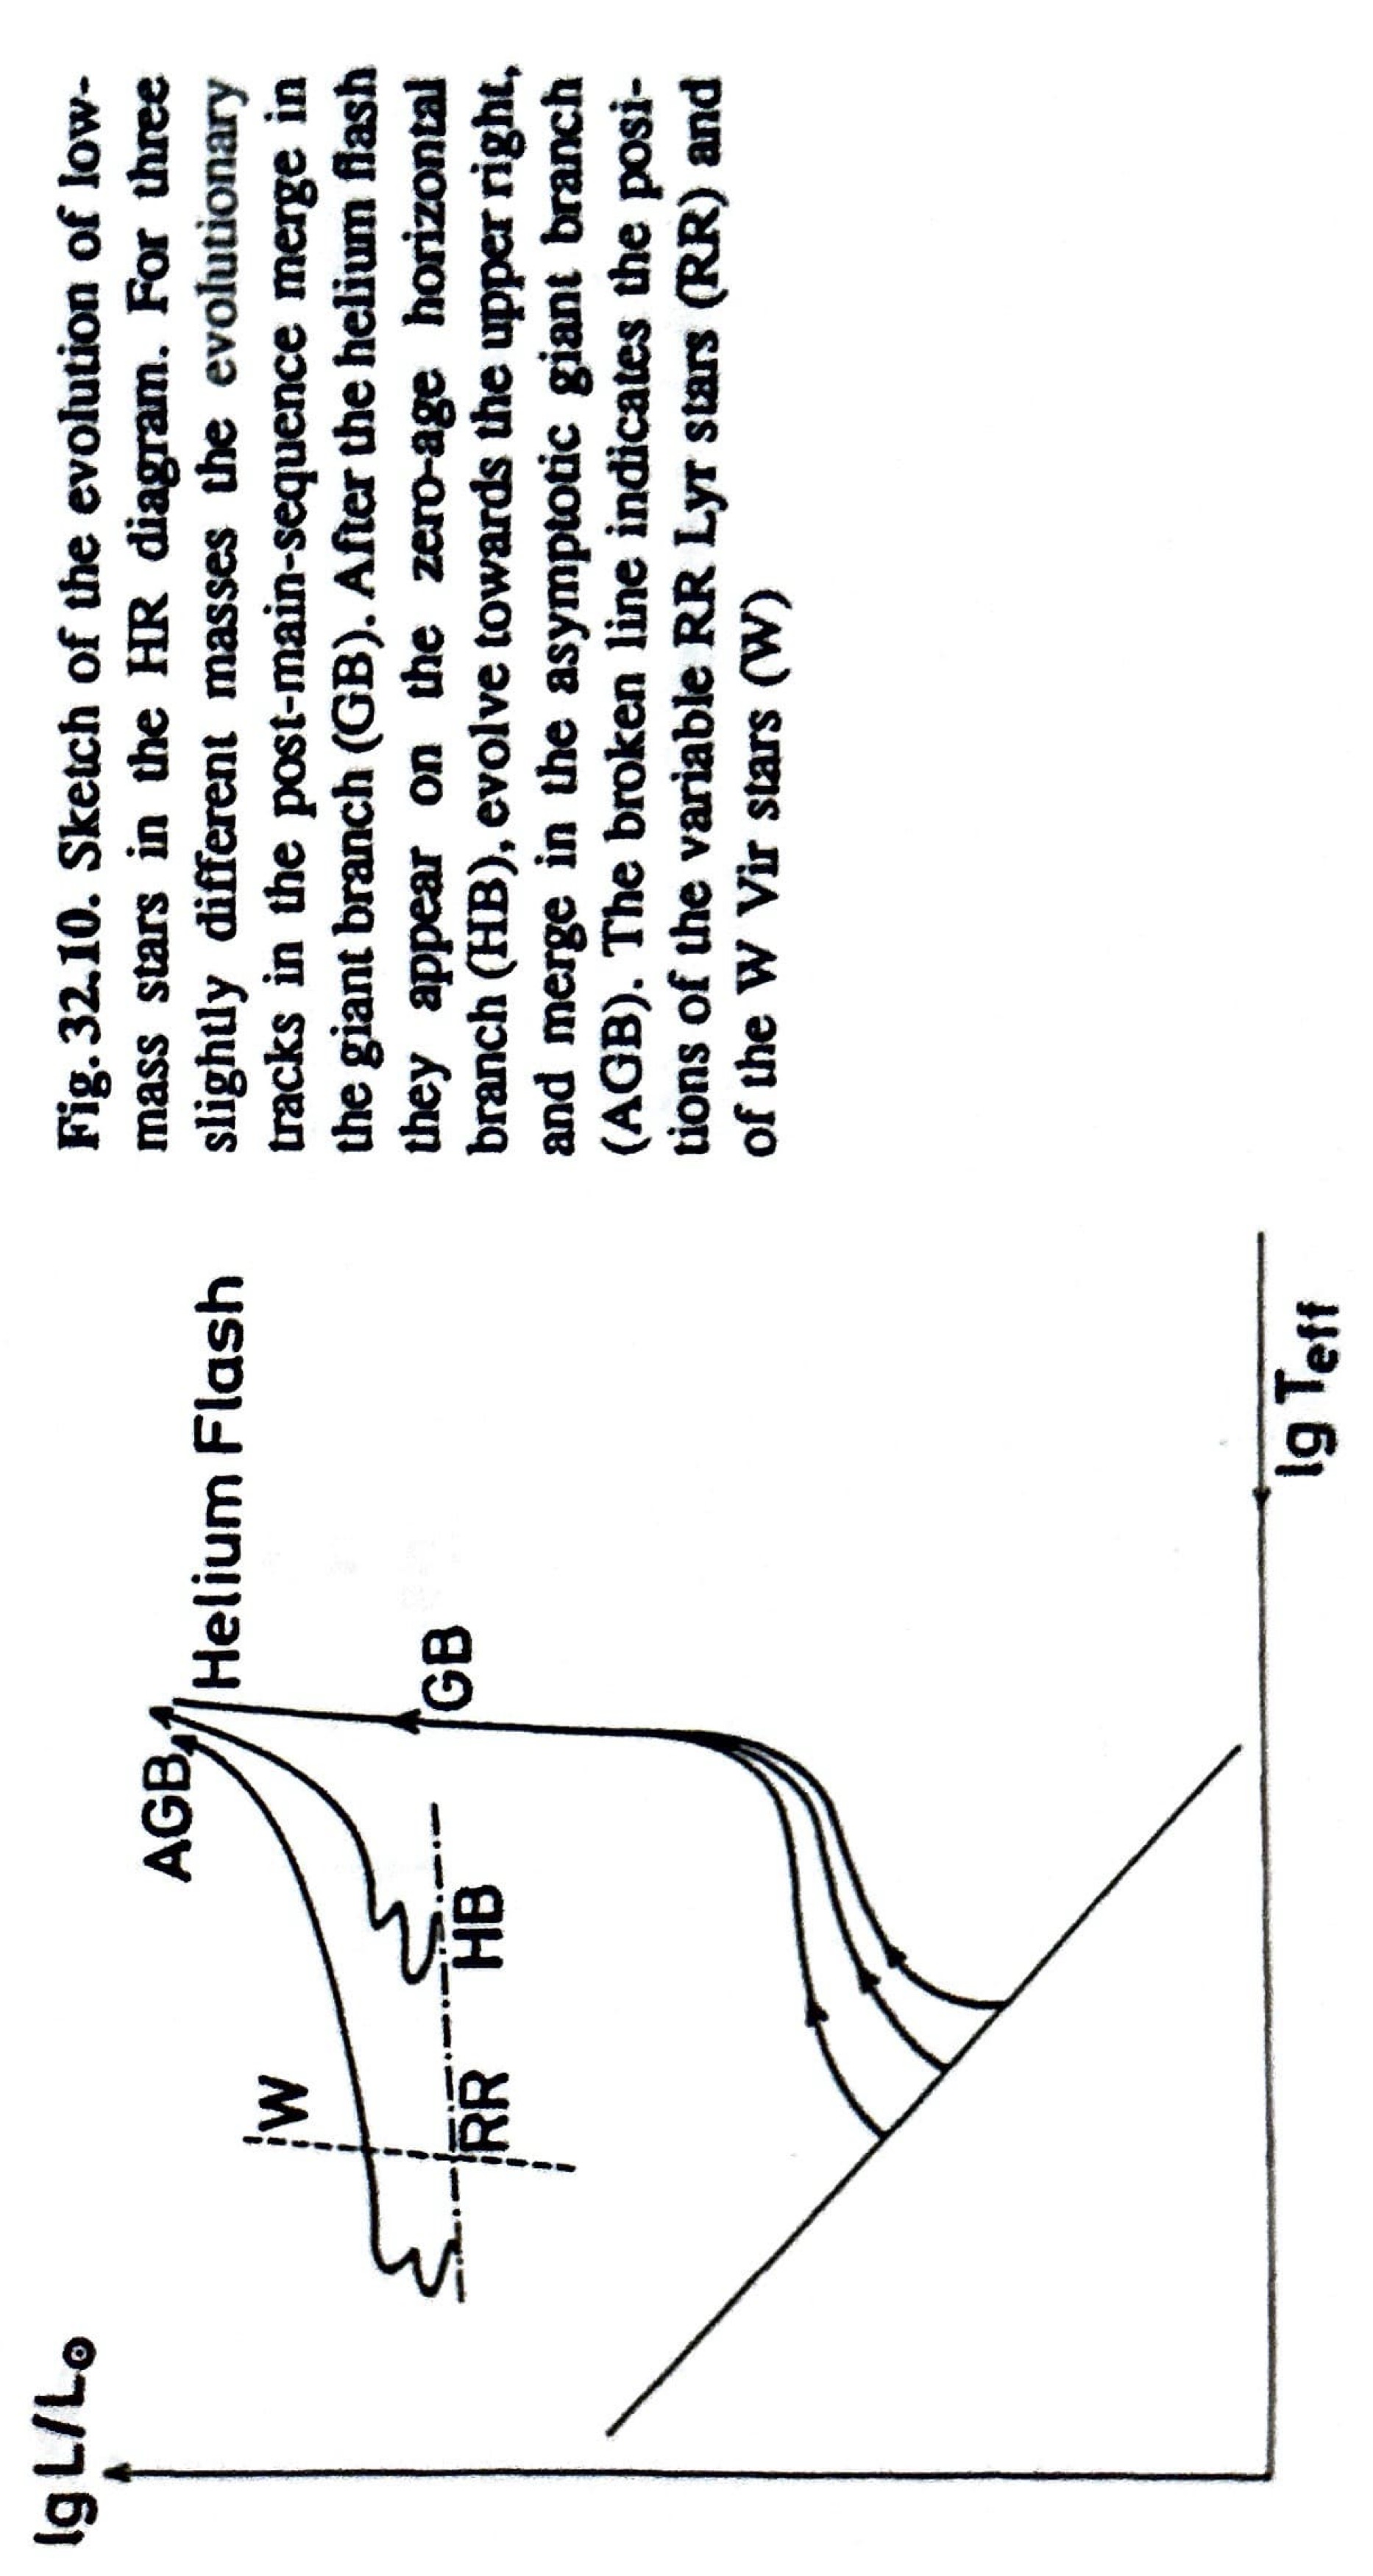 lg L/L⊙
AGB
Helium Flash
W
GB
RR
HB
lg Teff
Fig. 32.10. Sketch of the evolution of low-
mass stars in the HR diagram. For three
slightly different masses the evolutionary
tracks in the post-main-sequence merge in
the giant branch (GB). After the helium flash
they appear on the zero-age horizontal
branch (HB), evolve towards the upper right,
and merge in the asymptotic giant branch
(AGB). The broken line indicates the posi-
tions of the variable RR Lyr stars (RR) and
of the W Vir stars (W)